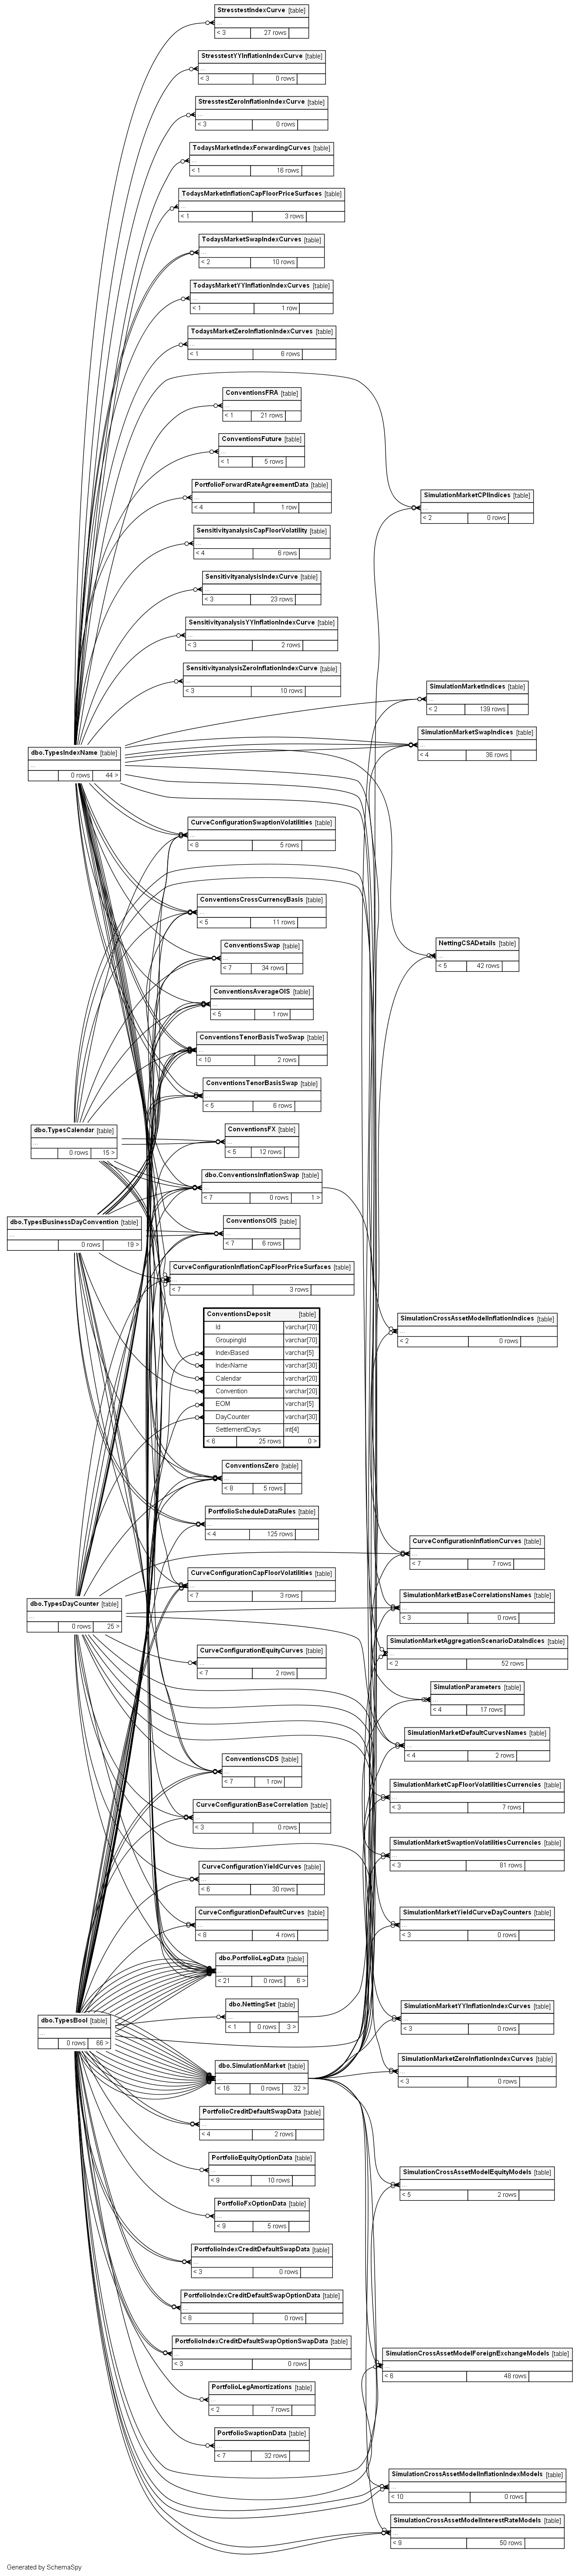 StresstestIndexCurve [table]
...
< 3 27 rows
StresstestYYInflationIndexCurve [table]
...
< 3 0 rows
StresstestZeroInflationIndexCurve [table]
...
< 3 0 rows
TodaysMarketIndexForwardingCurves [table]
...
< 1 16 rows
TodaysMarketInflationCapFloorPriceSurfaces [table]
...
< 1 3 rows
TodaysMarketSwapIndexCurves [table]
...
< 2 10 rows
TodaysMarketYYInflationIndexCurves [table]
...
< 1 1 row
TodaysMarketZeroInflationIndexCurves [table]
...
< 1 6 rows
ConventionsFRA [table]
...
< 1 21 rows
ConventionsFuture [table]
...
< 1 5 rows
PortfolioForwardRateAgreementData [table]
...
< 4 1 row
SimulationMarketCPIIndices [table]
...
< 2 0 rows
SensitivityanalysisCapFloorVolatility [table]
...
< 4 6 rows
SensitivityanalysisIndexCurve [table]
...
< 3 23 rows
SensitivityanalysisYYInflationIndexCurve [table]
...
< 3 2 rows
SensitivityanalysisZeroInflationIndexCurve [table]
...
< 3 10 rows
SimulationMarketIndices [table]
...
< 2 139 rows
SimulationMarketSwapIndices [table]
...
< 4 36 rows
dbo.TypesIndexName [table]
...
0 rows 44 >
CurveConfigurationSwaptionVolatilities [table]
...
< 8 5 rows
ConventionsCrossCurrencyBasis [table]
...
< 5 11 rows
ConventionsSwap [table]
...
< 7 34 rows
NettingCSADetails [table]
...
< 5 42 rows
ConventionsAverageOIS [table]
...
< 5 1 row
ConventionsTenorBasisTwoSwap [table]
...
< 10 2 rows
ConventionsTenorBasisSwap [table]
...
< 5 6 rows
dbo.TypesCalendar [table]
...
0 rows 15 >
ConventionsFX [table]
...
< 5 12 rows
dbo.ConventionsInflationSwap [table]
...
< 7 0 rows 1 >
dbo.TypesBusinessDayConvention [table]
...
0 rows 19 >
ConventionsOIS [table]
...
< 7 6 rows
CurveConfigurationInflationCapFloorPriceSurfaces [table]
...
< 7 3 rows
ConventionsDeposit [table]
Id varchar[70]
GroupingId varchar[70]
IndexBased varchar[5]
IndexName varchar[30]
Calendar varchar[20]
Convention varchar[20]
EOM varchar[5]
DayCounter varchar[30]
SettlementDays int[4]
< 6 25 rows 0 >
SimulationCrossAssetModelInflationIndices [table]
...
< 2 0 rows
ConventionsZero [table]
...
< 8 5 rows
PortfolioScheduleDataRules [table]
...
< 4 125 rows
CurveConfigurationInflationCurves [table]
...
< 7 7 rows
CurveConfigurationCapFloorVolatilities [table]
...
< 7 3 rows
dbo.TypesDayCounter [table]
...
0 rows 25 >
SimulationMarketBaseCorrelationsNames [table]
...
< 3 0 rows
SimulationMarketAggregationScenarioDataIndices [table]
...
< 2 52 rows
CurveConfigurationEquityCurves [table]
...
< 7 2 rows
SimulationParameters [table]
...
< 4 17 rows
SimulationMarketDefaultCurvesNames [table]
...
< 4 2 rows
ConventionsCDS [table]
...
< 7 1 row
SimulationMarketCapFloorVolatilitiesCurrencies [table]
...
< 3 7 rows
CurveConfigurationBaseCorrelation [table]
...
< 3 0 rows
SimulationMarketSwaptionVolatilitiesCurrencies [table]
...
< 3 81 rows
CurveConfigurationYieldCurves [table]
...
< 6 30 rows
CurveConfigurationDefaultCurves [table]
...
< 8 4 rows
SimulationMarketYieldCurveDayCounters [table]
...
< 3 0 rows
dbo.PortfolioLegData [table]
...
< 21 0 rows 6 >
dbo.NettingSet [table]
...
< 1 0 rows 3 >
SimulationMarketYYInflationIndexCurves [table]
...
< 3 0 rows
dbo.TypesBool [table]
...
0 rows 66 >
dbo.SimulationMarket [table]
...
< 16 0 rows 32 >
SimulationMarketZeroInflationIndexCurves [table]
...
< 3 0 rows
PortfolioCreditDefaultSwapData [table]
...
< 4 2 rows
PortfolioEquityOptionData [table]
...
< 9 10 rows
SimulationCrossAssetModelEquityModels [table]
...
< 5 2 rows
PortfolioFxOptionData [table]
...
< 9 5 rows
PortfolioIndexCreditDefaultSwapData [table]
...
< 3 0 rows
PortfolioIndexCreditDefaultSwapOptionData [table]
...
< 8 0 rows
PortfolioIndexCreditDefaultSwapOptionSwapData [table]
...
< 3 0 rows
SimulationCrossAssetModelForeignExchangeModels [table]
...
< 6 48 rows
PortfolioLegAmortizations [table]
...
< 2 7 rows
PortfolioSwaptionData [table]
...
< 7 32 rows
SimulationCrossAssetModelInflationIndexModels [table]
...
< 10 0 rows
SimulationCrossAssetModelInterestRateModels [table]
...
< 9 50 rows
Generated by SchemaSpy